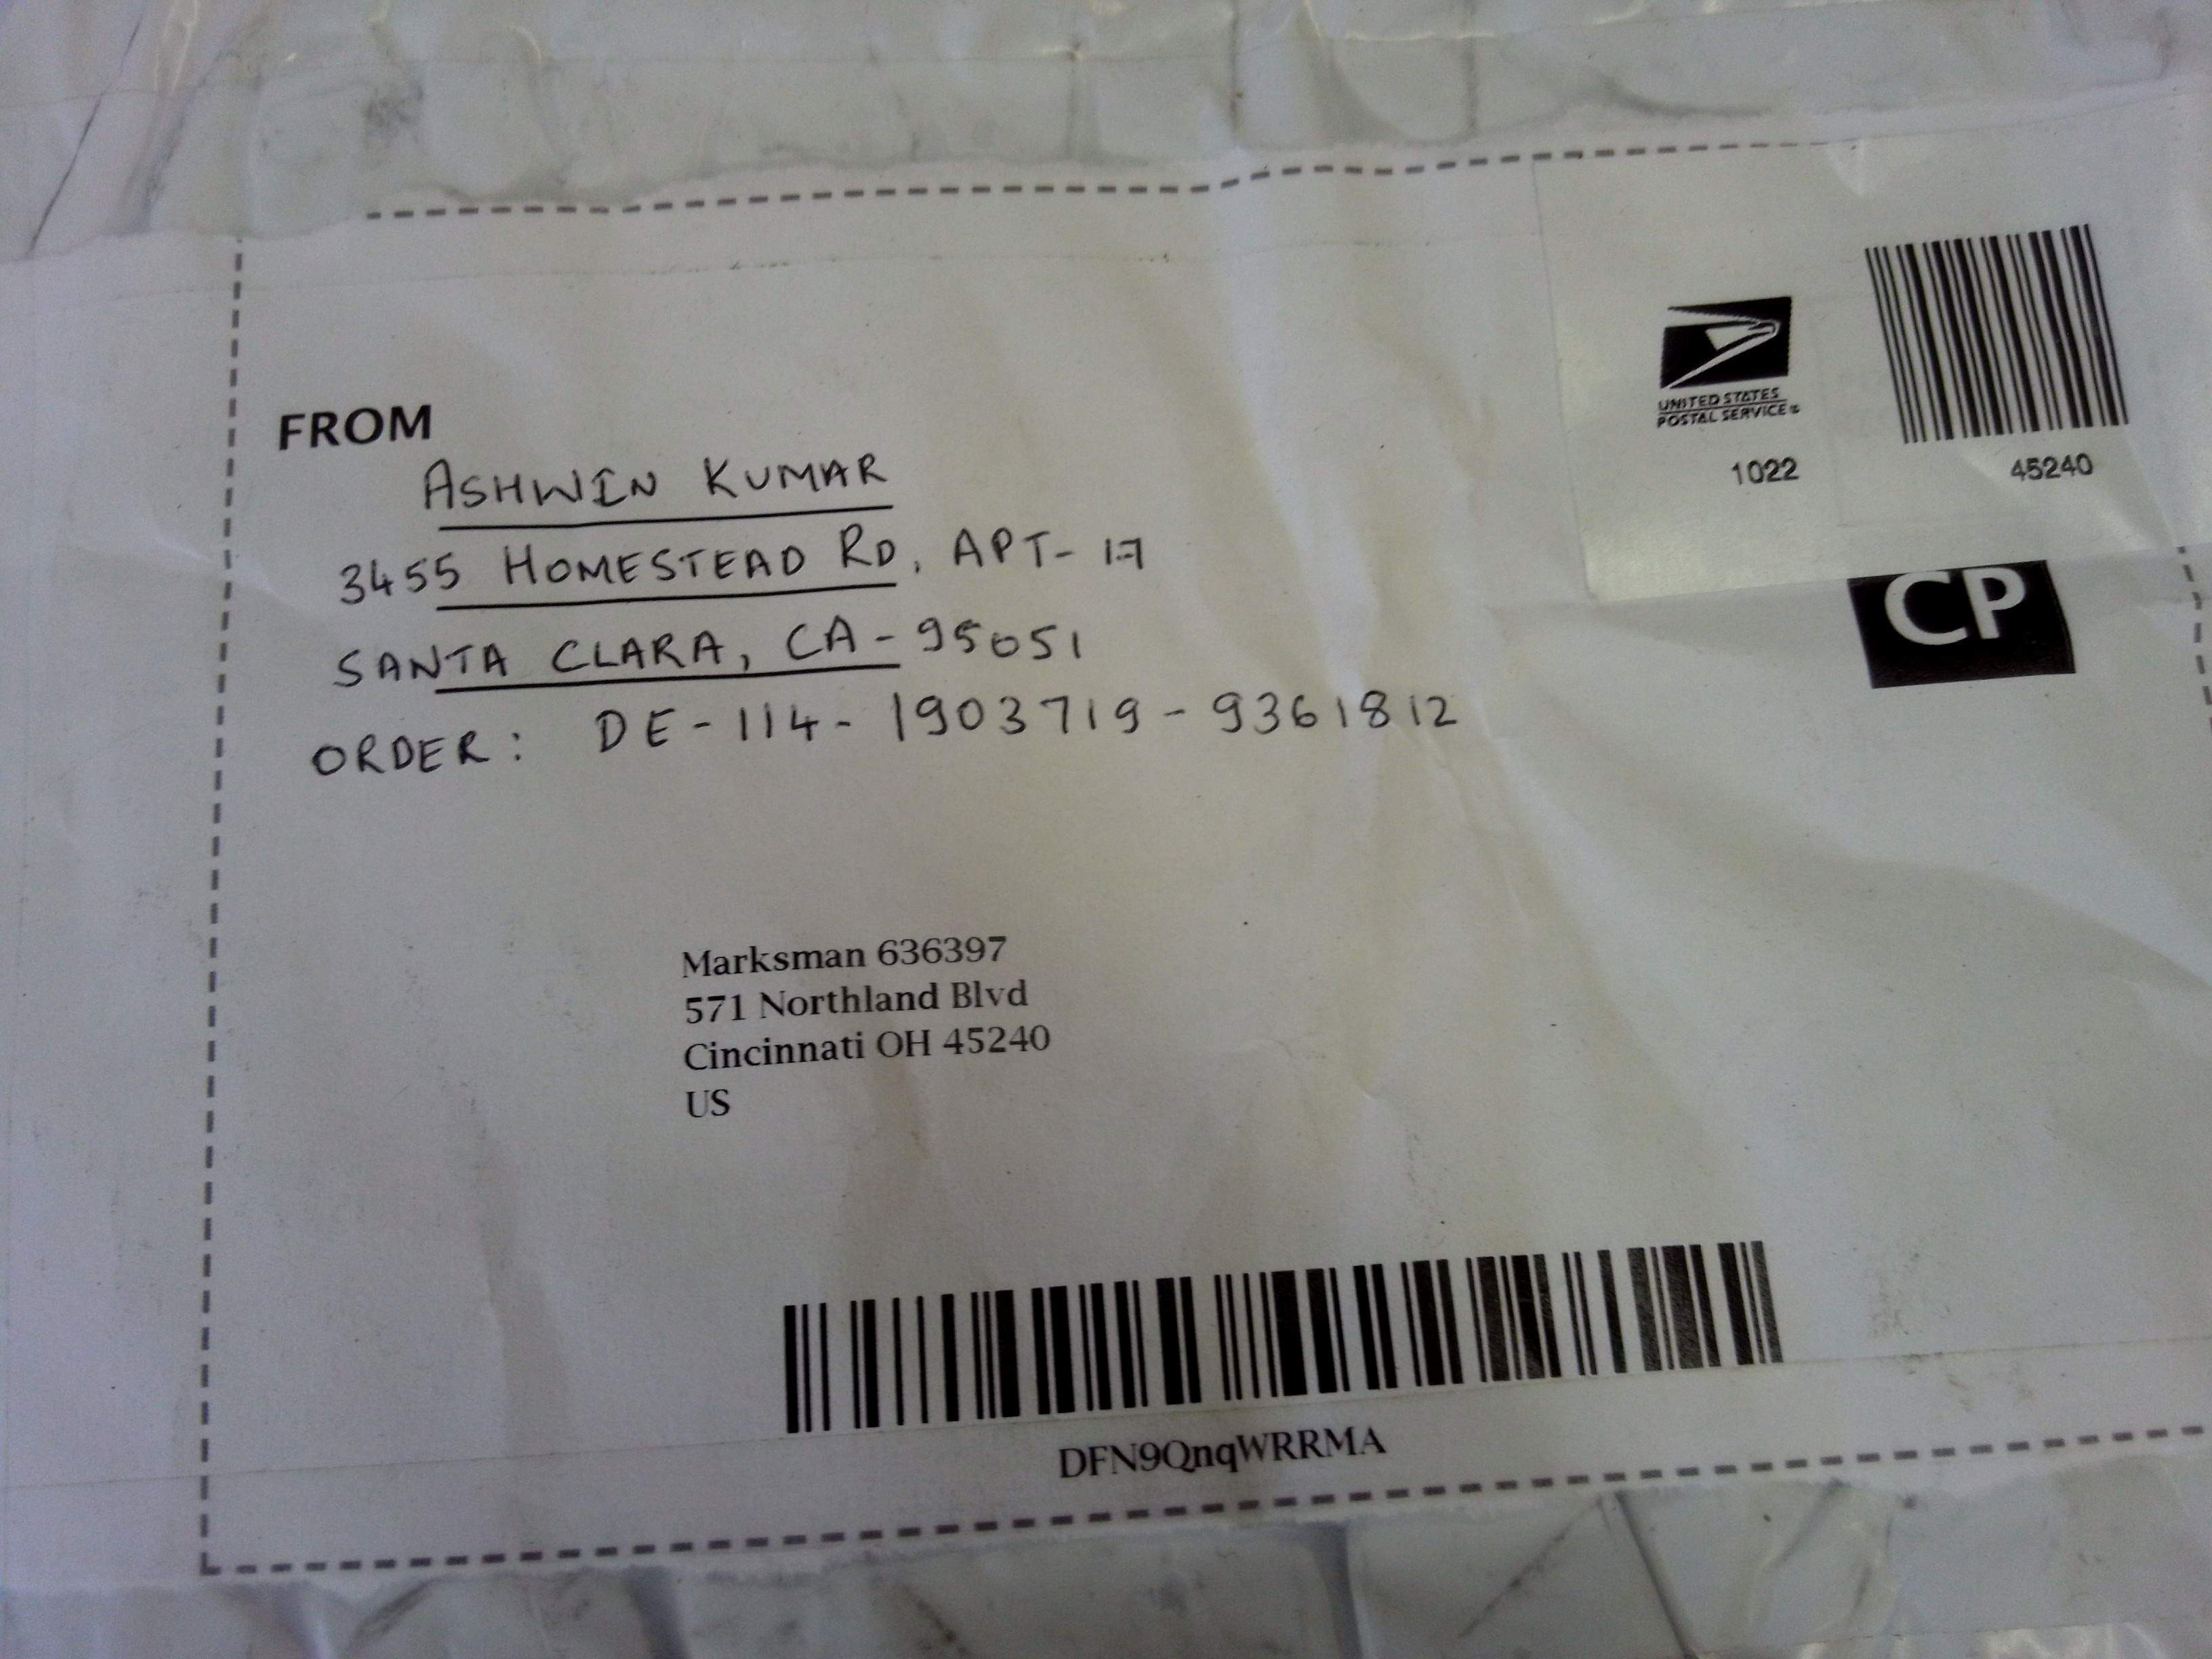 FROM
ASHWIN KUMAR
3455 HOMESTEAD RD, APT- 17
SANTA CLARA, CA - 95051
ORDER: DE - 114 - 1903719 - 9361812
UNITED STATES
POSTAL SERVICE®
1022
45240
CP
Marksman 636397
571 Northland Blvd
Cincinnati OH 45240
US
DFN9QnqWRRMA